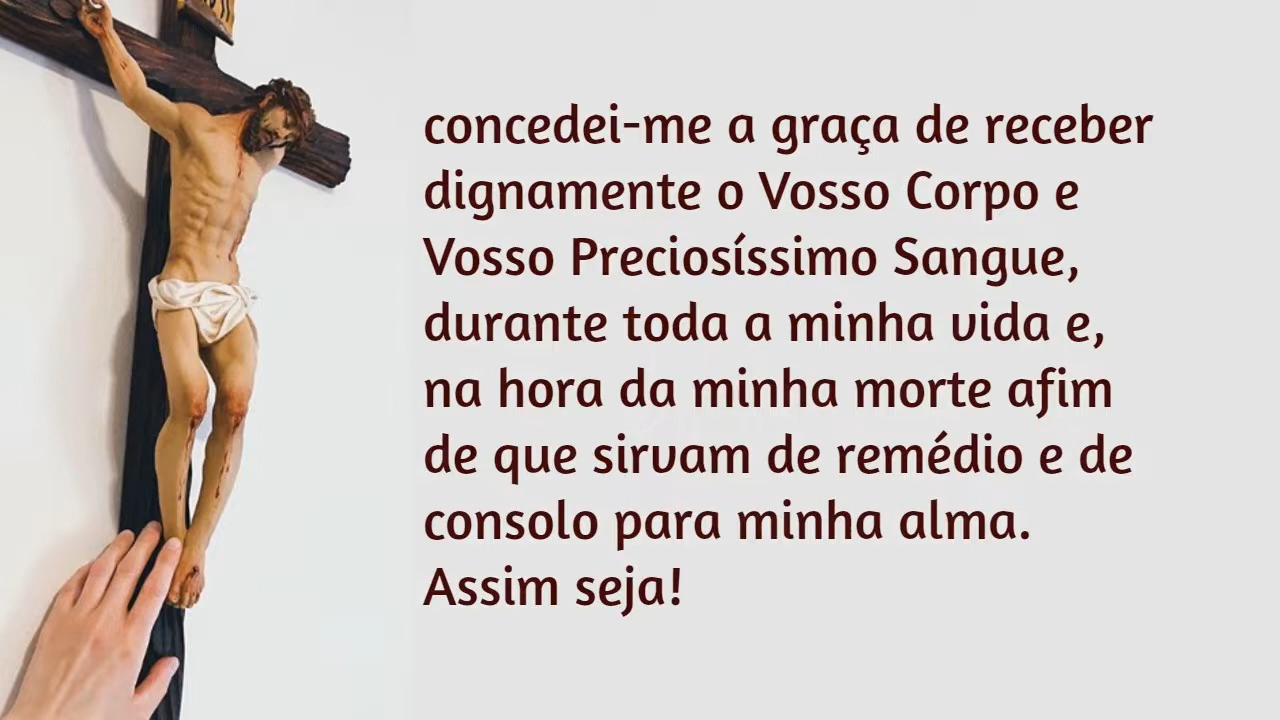 concedei-me a graça de receber
dignamente o Vosso Corpo e
Vosso Preciosíssimo Sangue,
durante toda a minha vida e,
na hora da minha morte afim
de que sirvam de remédio e de
consolo para minha alma.
Assim seja!